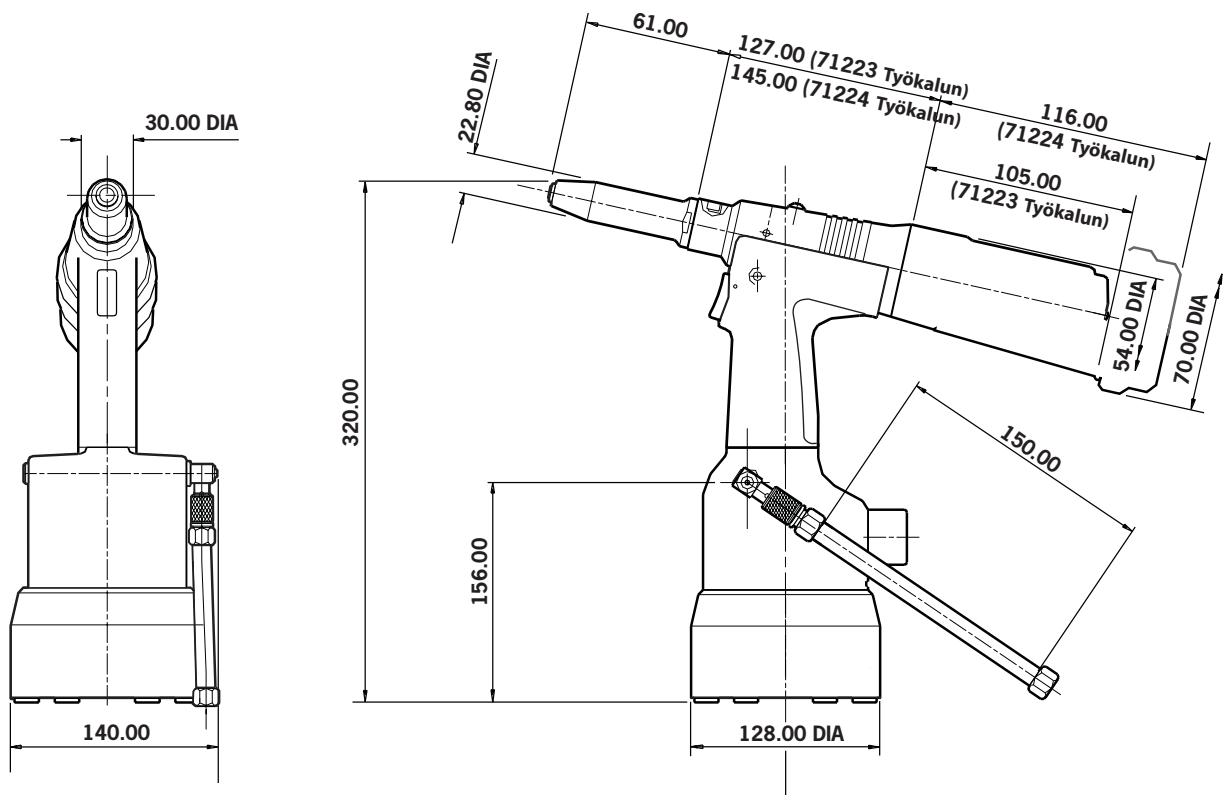 61.00
127.00 (71223 Työkalun)
145.00 (71224 Työkalun)
116.00
(71224 Työkalun)
105.00
(71223 Työkalun)
22.80 DIA
30.00 DIA
54.00 DIA
70.00 DIA
320.00
150.00
156.00
140.00
128.00 DIA